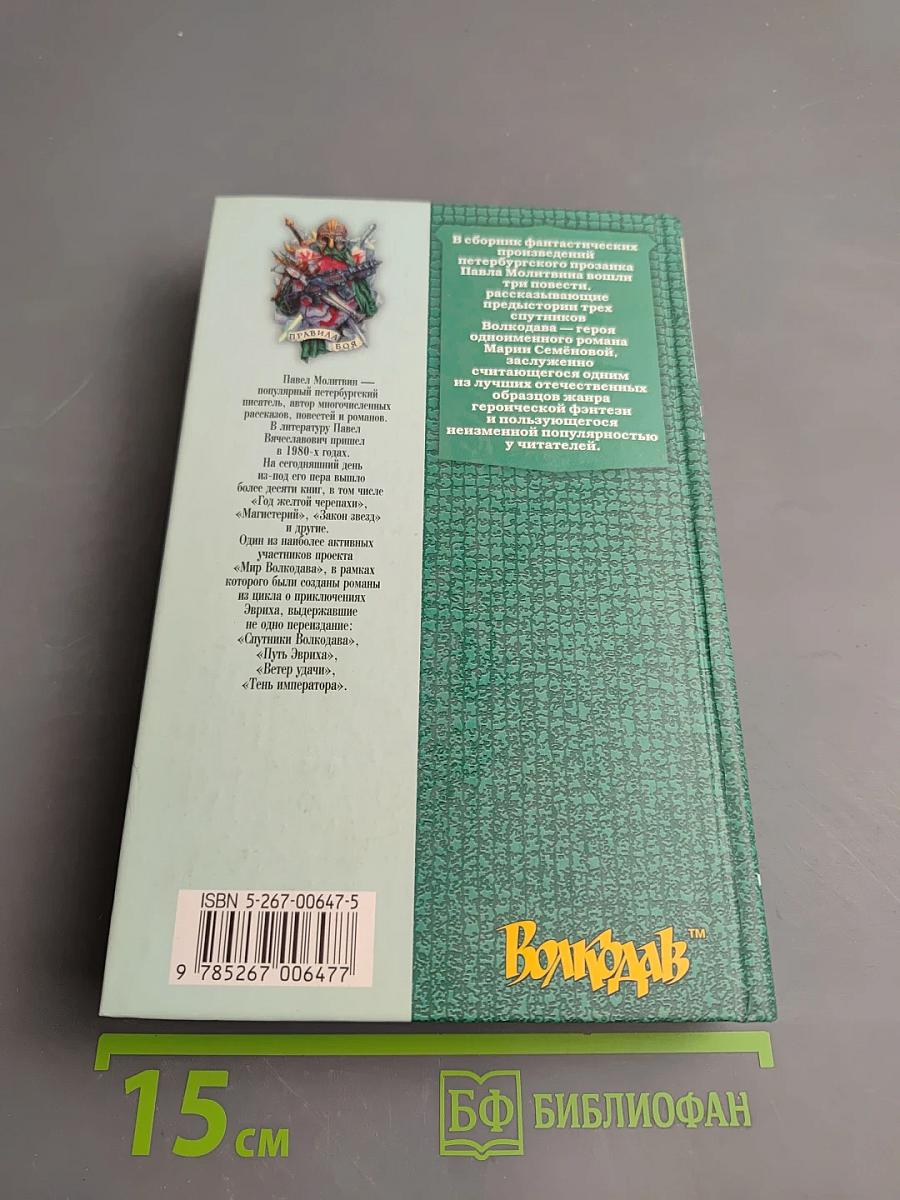 ПРАВИЛА
БОЯ
Павел Молитвин —
популярный петербургский
писатель, автор многочисленных
рассказов, повестей и романов.
В литературу Павел
Вячеславович пришел
в 1980-х годах.
На сегодняшний день
из-под его пера вышло
более десяти книг, в том числе
«Год желтой черепахи»,
«Магистерий», «Закон звезд»
и другие.
Один из наиболее активных
участников проекта
«Мир Волкодава», в рамках
которого были созданы романы
из цикла о приключениях
Эвриха, выдержавшие
не одно переиздание:
«Спутники Волкодава»,
«Путь Эвриха»,
«Ветер удачи»,
«Тень императора».
ISBN 5-267-00647-5
9 785267 006477
В сборник фантастических
произведений
петербургского прозаика
Павла Молитвина вошли
три повести,
рассказывающие
предыстории трех
спутников
Волкодава — героя
одноименного романа
Марии Семёновой,
заслуженно
считающегося одним
из лучших отечественных
образцов жанра
героической фэнтези
и пользующегося
неизменной популярностью
у читателей.
Волкодав™
15 см
БФ БИБЛИОФАН